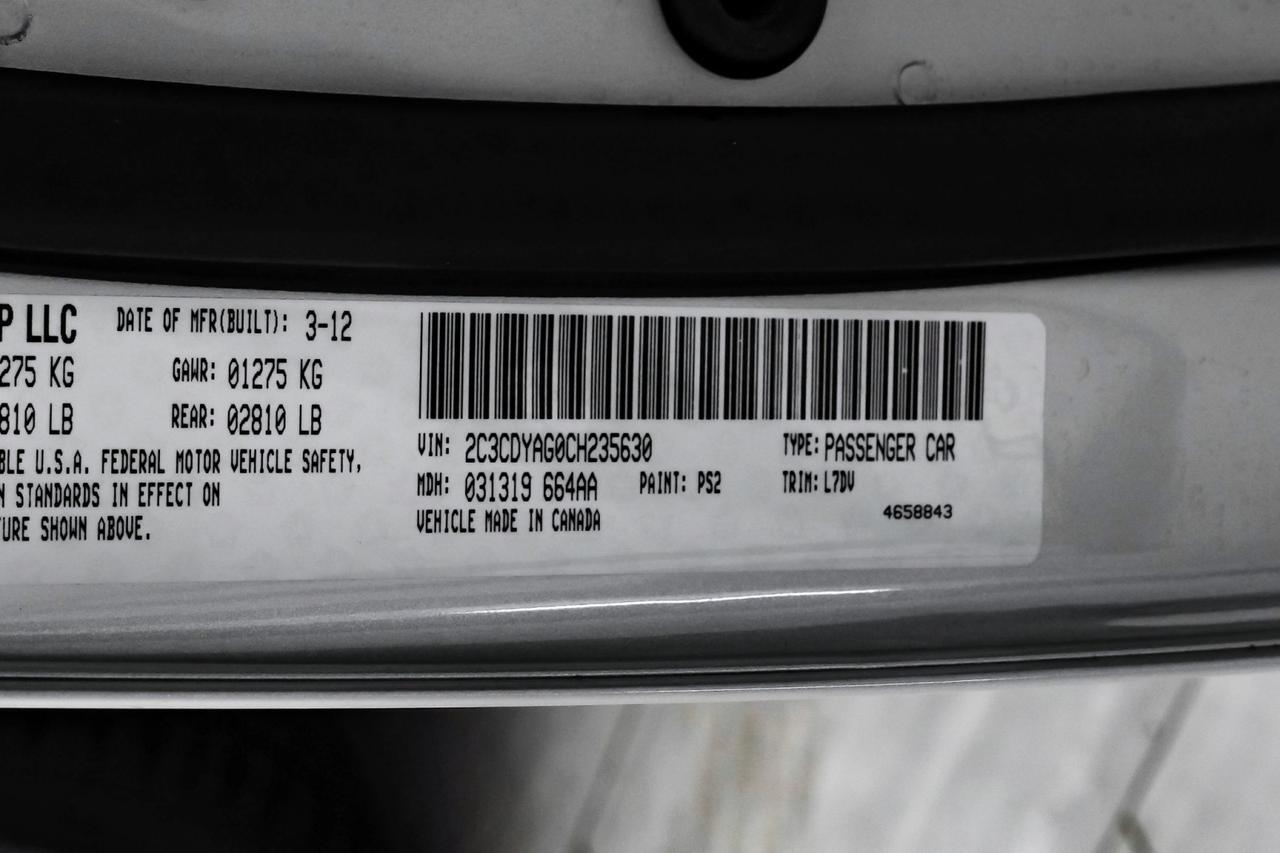 P LLC DATE OF MFR(BUILT): 3-12
275 KG GAWR: 01275 KG
810 LB REAR: 02810 LB
BLE U.S.A. FEDERAL MOTOR VEHICLE SAFETY,
N STANDARDS IN EFFECT ON
TURE SHOWN ABOVE.
VIN: 2C3CDYAG0CH235630 TYPE: PASSENGER CAR
MDH: 031319 664AA PAINT: PS2 TRIM: L7DV
VEHICLE MADE IN CANADA 4658843